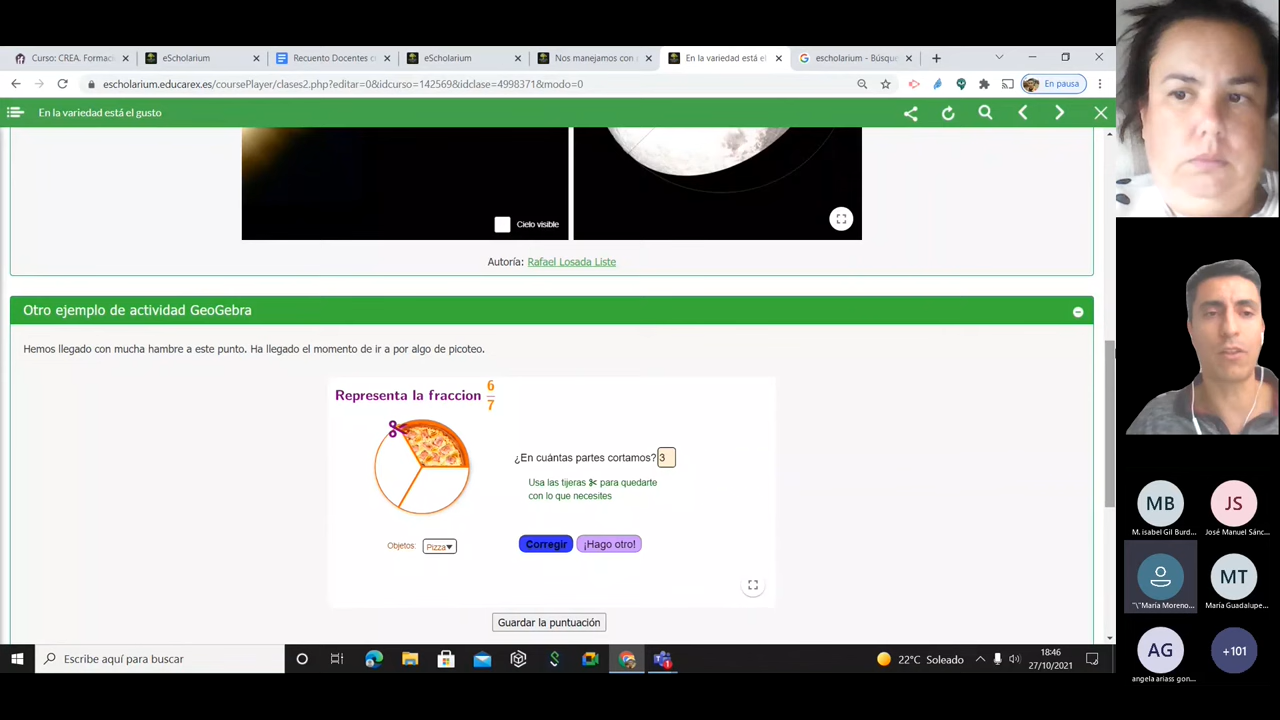 Curso: CREA. Formac
eScholarium
Recuento Docentes c
eScholarium
Nos manejamos con
En la variedad está el
escholarium - Búsqu
escholarium.educarex.es/coursePlayer/clases2.php?editar=0&idcurso=142569&idclase=4998371&modo=0
En pausa
En la variedad está el gusto
Cielo visible
Autoría: Rafael Losada Liste
Otro ejemplo de actividad GeoGebra
Hemos llegado con mucha hambre a este punto. Ha llegado el momento de ir a por algo de picoteo.
Representa la fraccion 6/7
¿En cuántas partes cortamos? 3
Usa las tijeras para quedarte
con lo que necesites
Objetos: Pizza
Corregir
¡Hago otro!
Guardar la puntuación
Escribe aquí para buscar
22°C Soleado
18:46
27/10/2021
MB
M. isabel Gil Burd...
JS
José Manuel Sánc...
"\"María Moreno...
MT
María Guadalupe...
AG
angela ariass gon...
+101